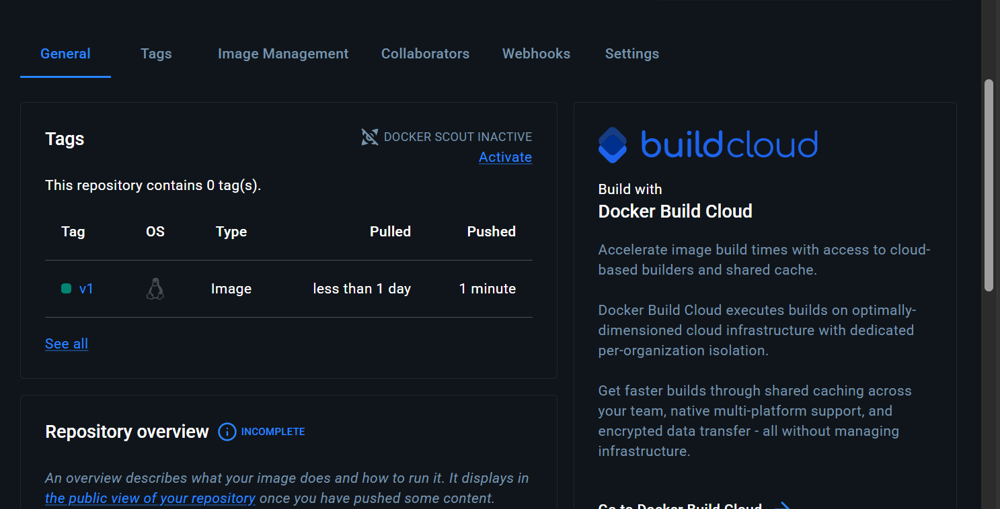 General Tags Image Management Collaborators Webhooks Settings
Tags
DOCKER SCOUT INACTIVE
Activate
This repository contains 0 tag(s).
Tag OS Type Pulled Pushed
v1 Image less than 1 day 1 minute
See all
Repository overview INCOMPLETE
An overview describes what your image does and how to run it. It displays in
the public view of your repository once you have pushed some content.
buildcloud
Build with
Docker Build Cloud
Accelerate image build times with access to cloud-
based builders and shared cache.
Docker Build Cloud executes builds on optimally-
dimensioned cloud infrastructure with dedicated
per-organization isolation.
Get faster builds through shared caching across
your team, native multi-platform support, and
encrypted data transfer - all without managing
infrastructure.
Go to Docker Build Cloud